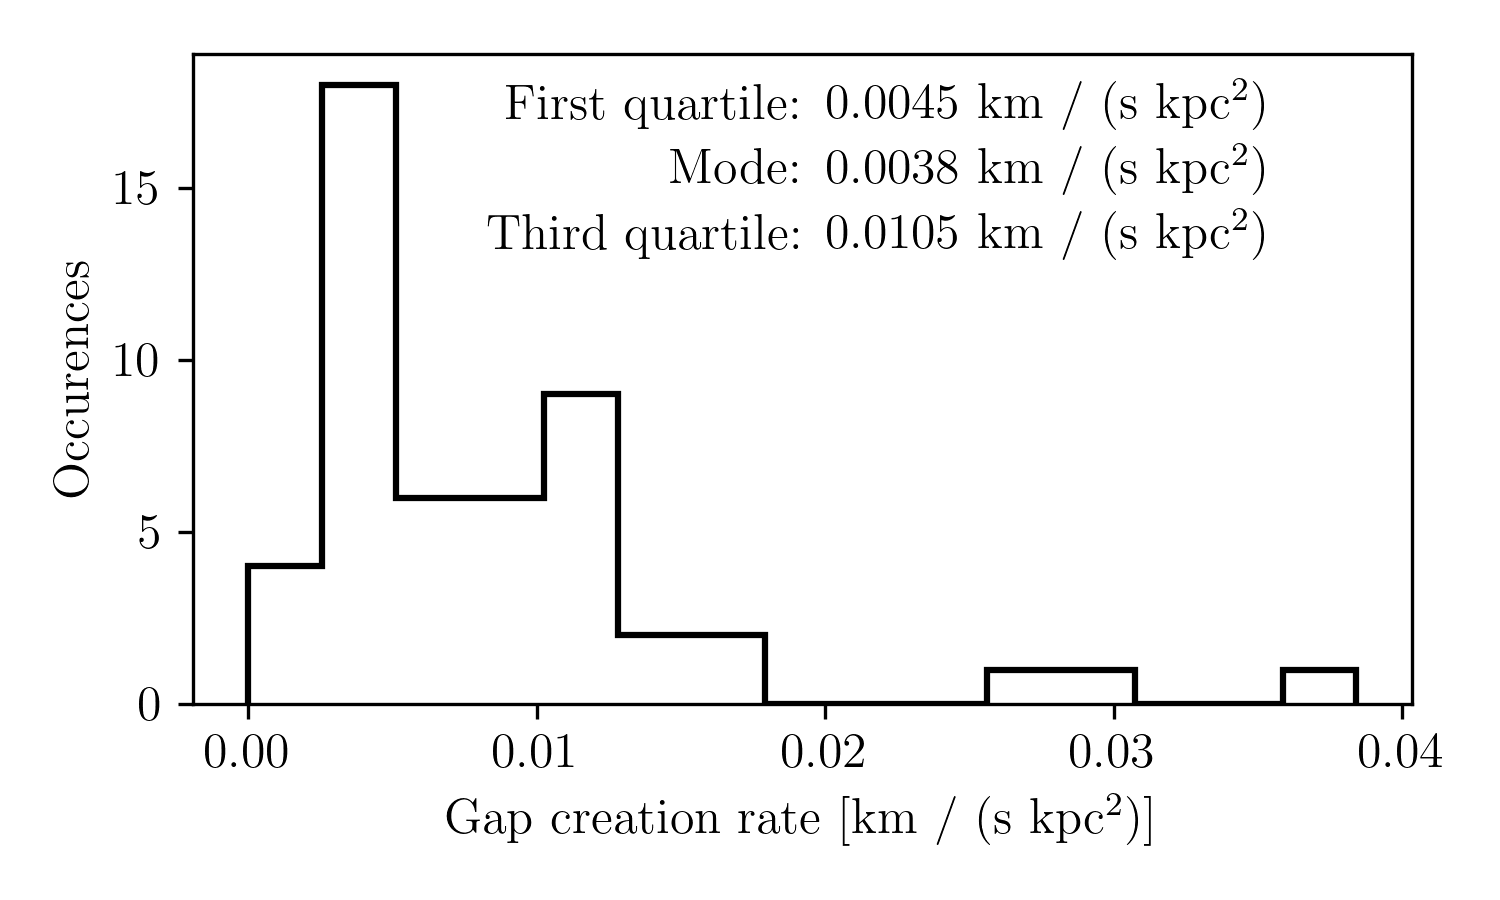 First quartile: 0.0045 km / (s kpc²)
Mode: 0.0038 km / (s kpc²)
Third quartile: 0.0105 km / (s kpc²)
Occurences
15
10
5
0
0.00 0.01 0.02 0.03 0.04
Gap creation rate [km / (s kpc²)]